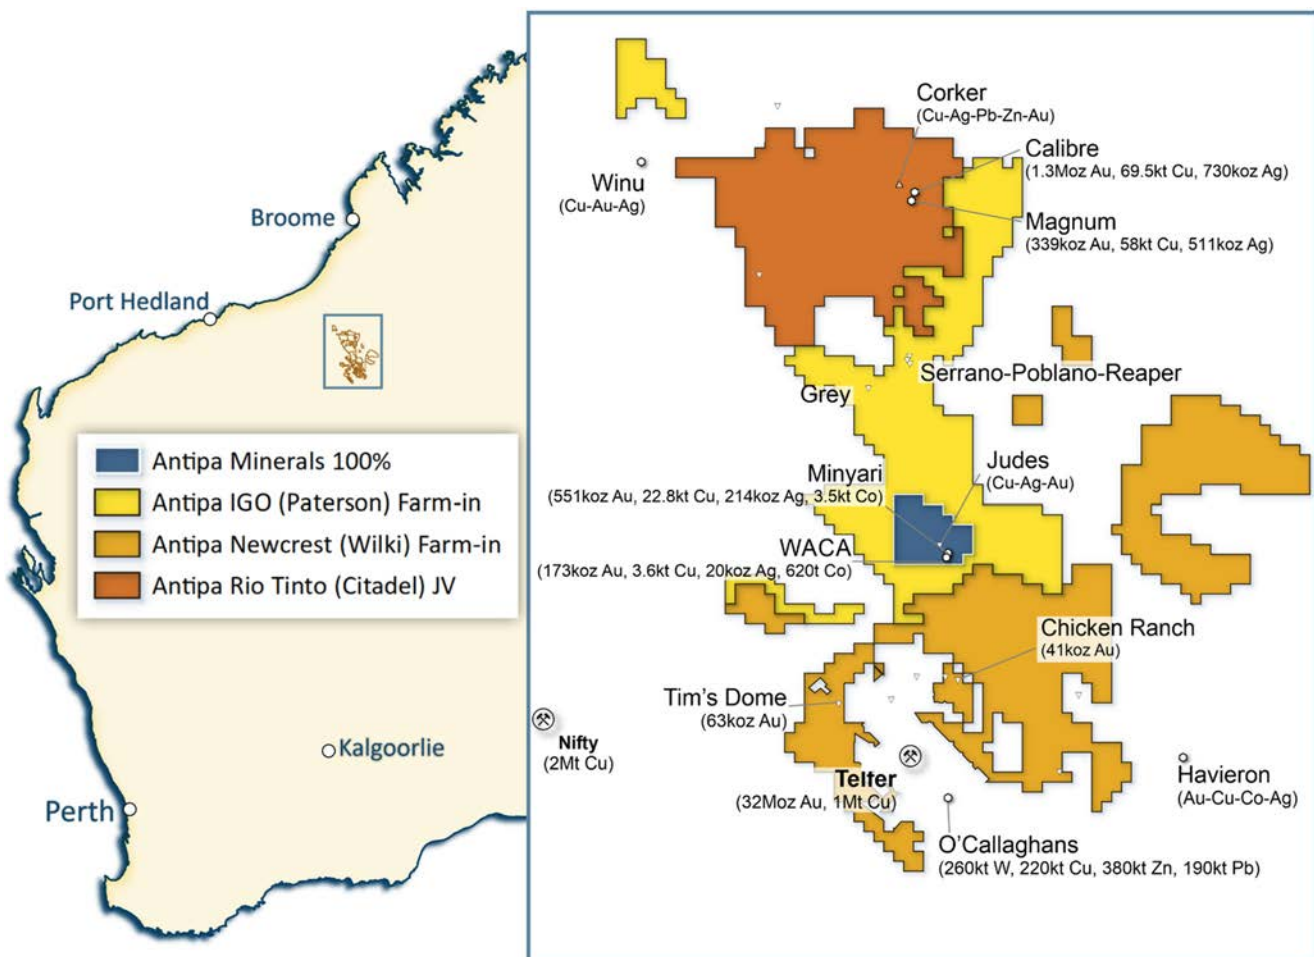 Broome
Port Hedland
Antipa Minerals 100%
Antipa IGO (Paterson) Farm-in
Antipa Newcrest (Wilki) Farm-in
Antipa Rio Tinto (Citadel) JV
Kalgoorlie
Perth
Corker
(Cu-Ag-Pb-Zn-Au)
Calibre
(1.3Moz Au, 69.5kt Cu, 730koz Ag)
Winu
(Cu-Au-Ag)
Magnum
(339koz Au, 58kt Cu, 511koz Ag)
Serrano-Poblano-Reaper
Grey
Minyari
(551koz Au, 22.8kt Cu, 214koz Ag, 3.5kt Co)
Judes
(Cu-Ag-Au)
WACA
(173koz Au, 3.6kt Cu, 20koz Ag, 620t Co)
Chicken Ranch
(41koz Au)
Tim's Dome
(63koz Au)
Nifty
(2Mt Cu)
Telfer
(32Moz Au, 1Mt Cu)
Havieron
(Au-Cu-Co-Ag)
O'Callaghans
(260kt W, 220kt Cu, 380kt Zn, 190kt Pb)